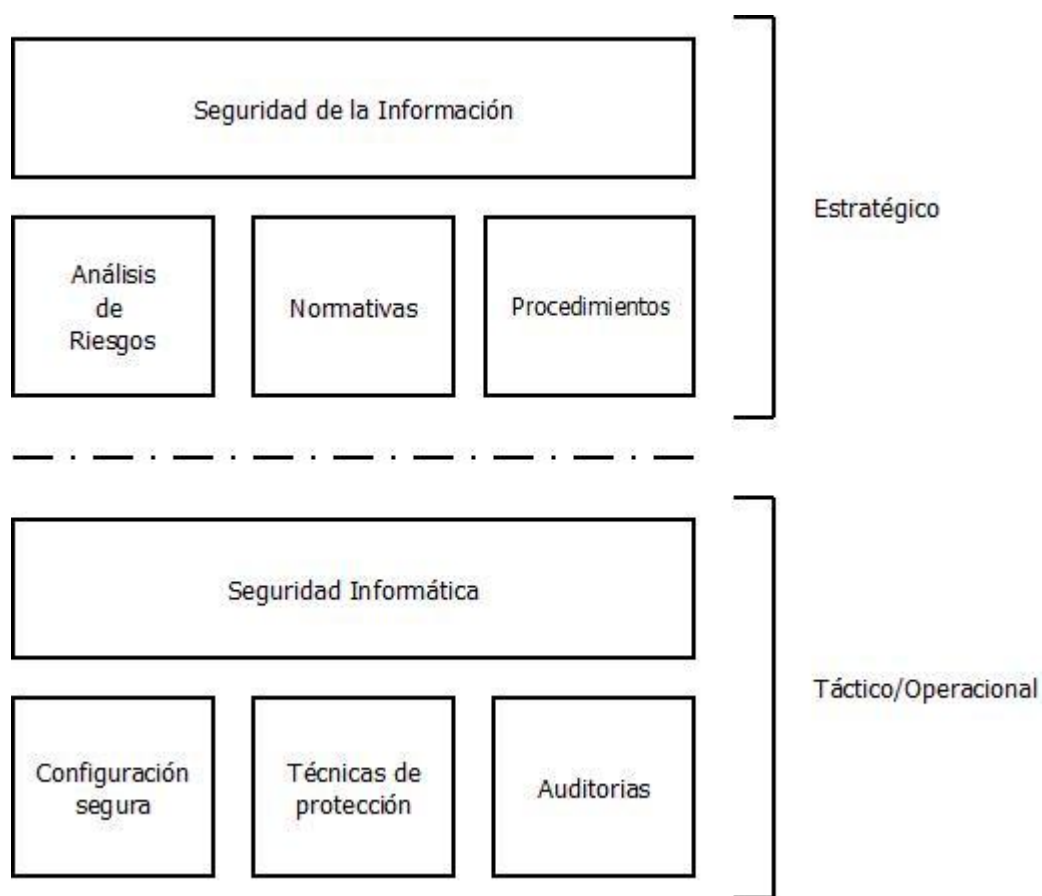 Seguridad de la Información
Estratégico
Análisis
de
Riesgos
Normativas
Procedimientos
Seguridad Informática
Táctico/Operacional
Configuración
segura
Técnicas de
protección
Auditorias